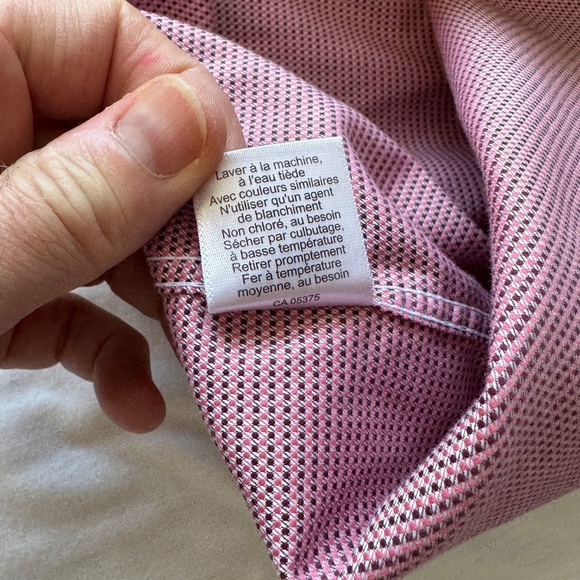 Laver à la machine,
à l'eau tiède
Avec couleurs similaires
N'utiliser qu'un agent
de blanchiment
Non chloré, au besoin
Sécher par culbutage,
à basse température
Retirer promptement
Fer à température
moyenne, au besoin
CA 05375